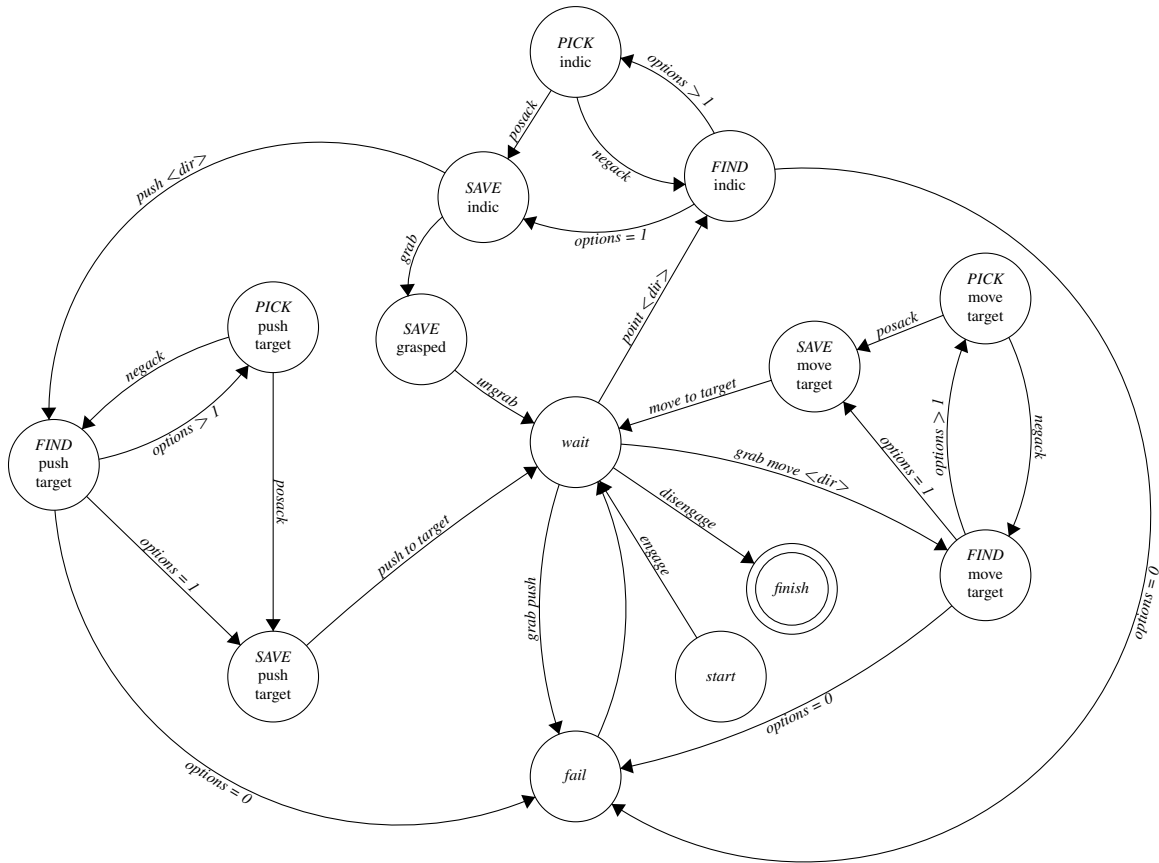 PICK
indic
options > 1
posack
negack
push <dir>
FIND
indic
SAVE
indic
options = 1
grab
PICK
move
target
point <dir>
posack
PICK
push
target
SAVE
grasped
SAVE
move
target
negack
ungrab
move to target
options > 1
negack
options > 1
FIND
push
target
wait
grab move <dir>
options = 1
disengage
posack
push to target
engage
options = 1
FIND
move
target
finish
grab push
options = 0
SAVE
push
target
start
options = 0
options = 0
fail